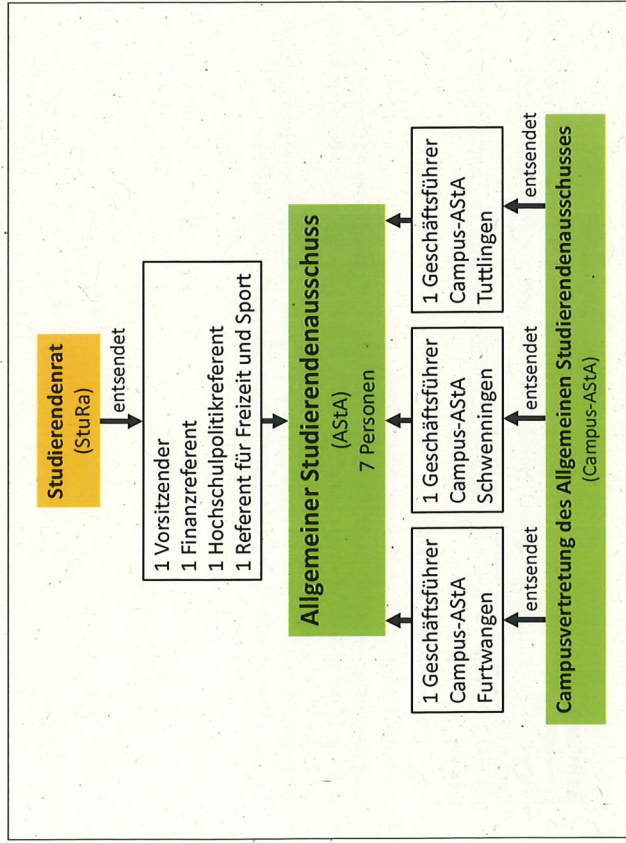 Studierendenrat
(StuRa)
entsendet
1 Vorsitzender
1 Finanzreferent
1 Hochschulpolitikreferent
1 Referent für Freizeit und Sport
Allgemeiner Studierendenausschuss
(AStA)
7 Personen
1 Geschäftsführer
Campus-AStA
Furtwangen
1 Geschäftsführer
Campus-AStA
Schwenningen
1 Geschäftsführer
Campus-AStA
Tuttlingen
entsendet
entsendet
entsendet
Campusvertretung des Allgemeinen Studierendenausschusses
(Campus-AStA)